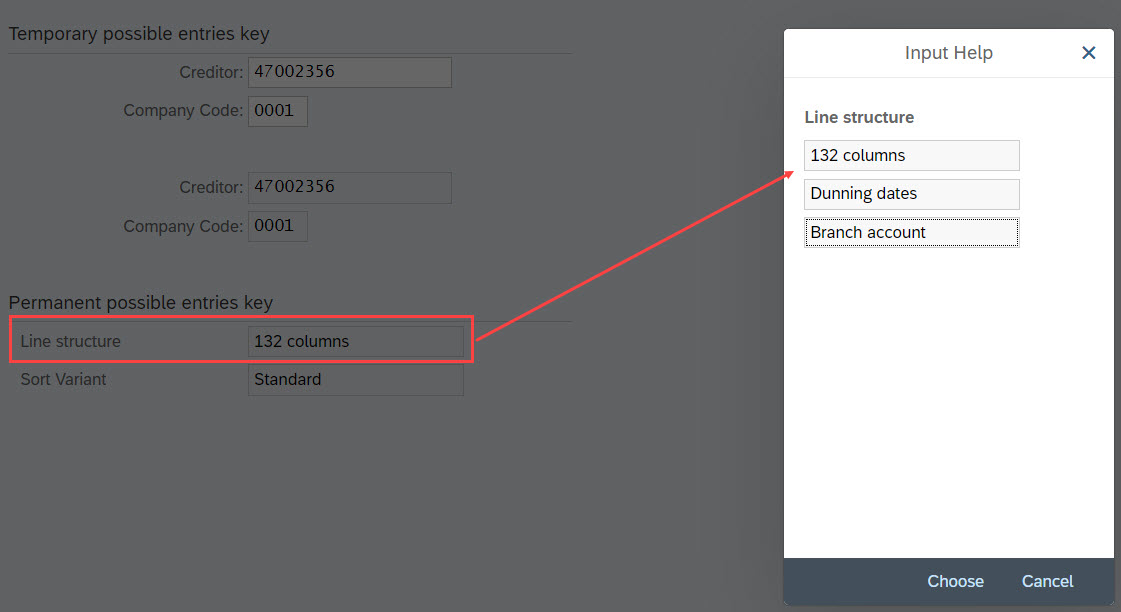 Temporary possible entries key
Creditor: 47002356
Company Code: 0001
Creditor: 47002356
Company Code: 0001
Permanent possible entries key
Line structure 132 columns
Sort Variant Standard
Input Help
Line structure
132 columns
Dunning dates
Branch account
Choose Cancel